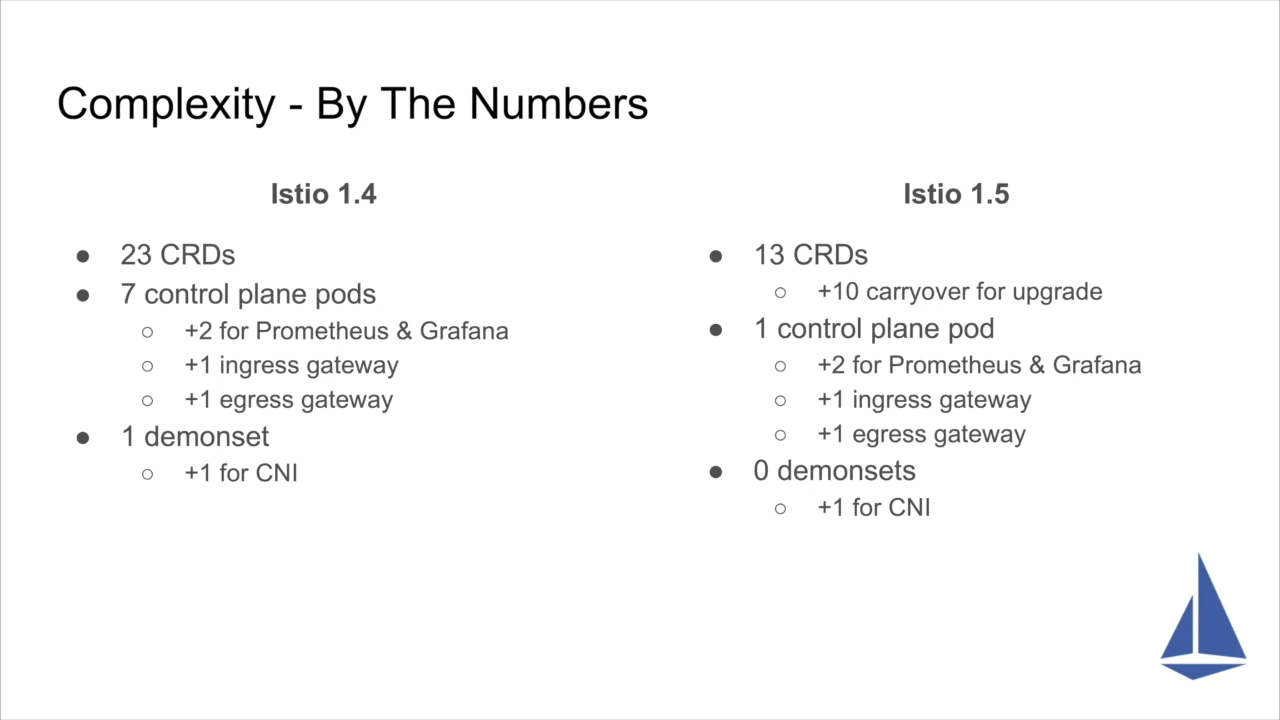 Complexity - By The Numbers
Istio 1.4
● 23 CRDs
● 7 control plane pods
○ +2 for Prometheus & Grafana
○ +1 ingress gateway
○ +1 egress gateway
● 1 demonset
○ +1 for CNI
Istio 1.5
● 13 CRDs
○ +10 carryover for upgrade
● 1 control plane pod
○ +2 for Prometheus & Grafana
○ +1 ingress gateway
○ +1 egress gateway
● 0 demonsets
○ +1 for CNI